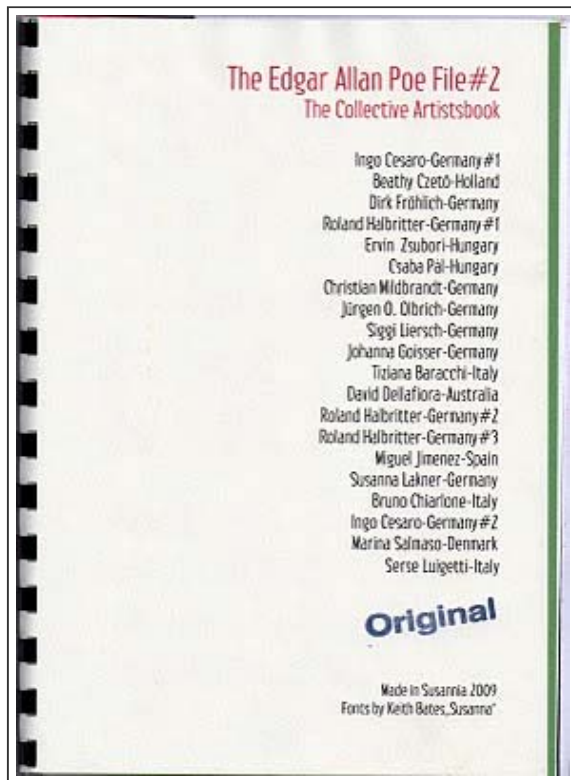 The Edgar Allan Poe File#2
The Collective Artistsbook
Ingo Cesaro-Germany#1
Beathy Czetö-Holland
Dirk Fröhlich-Germany
Roland Halbritter-Germany #1
Ervin Zsubori-Hungary
Csaba Pál-Hungary
Christian Mildbrandt-Germany
Jürgen O. Olbrich-Germany
Siggi Liersch-Germany
Johanna Goisser-Germany
Tiziana Baracchi-Italy
David Dellafiora-Australia
Roland Halbritter-Germany #2
Roland Halbritter-Germany #3
Miguel Jimenez-Spain
Susanna Lakner-Germany
Bruno Chiarlone-Italy
Ingo Cesaro-Germany#2
Marina Salmaso-Denmark
Serse Luigetti-Italy
Original
Made in Susannia 2009
Fonts by Keith Bates„Susanna"